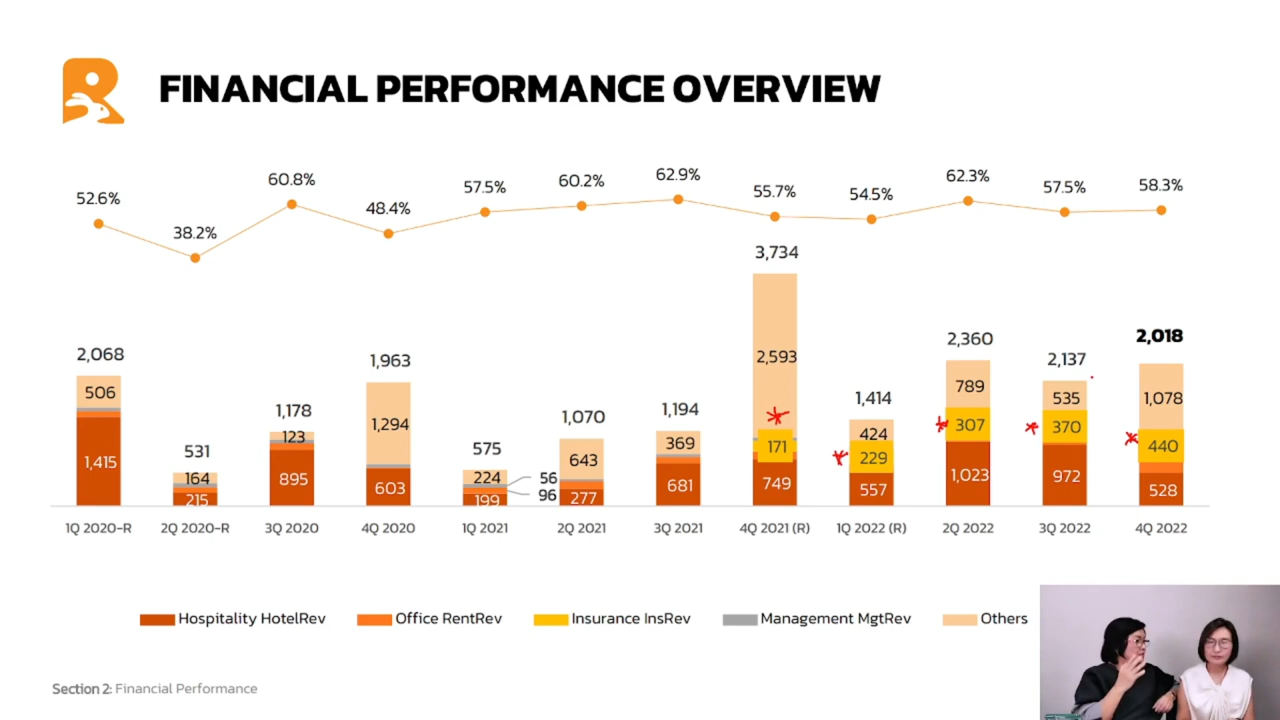 FINANCIAL PERFORMANCE OVERVIEW
52.6%
38.2%
60.8%
48.4%
57.5%
60.2%
62.9%
55.7%
54.5%
62.3%
57.5%
58.3%
2,068
531
1,178
1,963
575
1,070
1,194
3,734
1,414
2,360
2,137
2,018
506
1,415
164
215
123
895
1,294
603
224
56
96
199
643
277
369
681
2,593
171
749
424
229
557
789
307
1,023
535
370
972
1,078
440
528
1Q 2020-R
2Q 2020-R
3Q 2020
4Q 2020
1Q 2021
2Q 2021
3Q 2021
4Q 2021 (R)
1Q 2022 (R)
2Q 2022
3Q 2022
4Q 2022
Hospitality HotelRev
Office RentRev
Insurance InsRev
Management MgtRev
Others
Section 2: Financial Performance